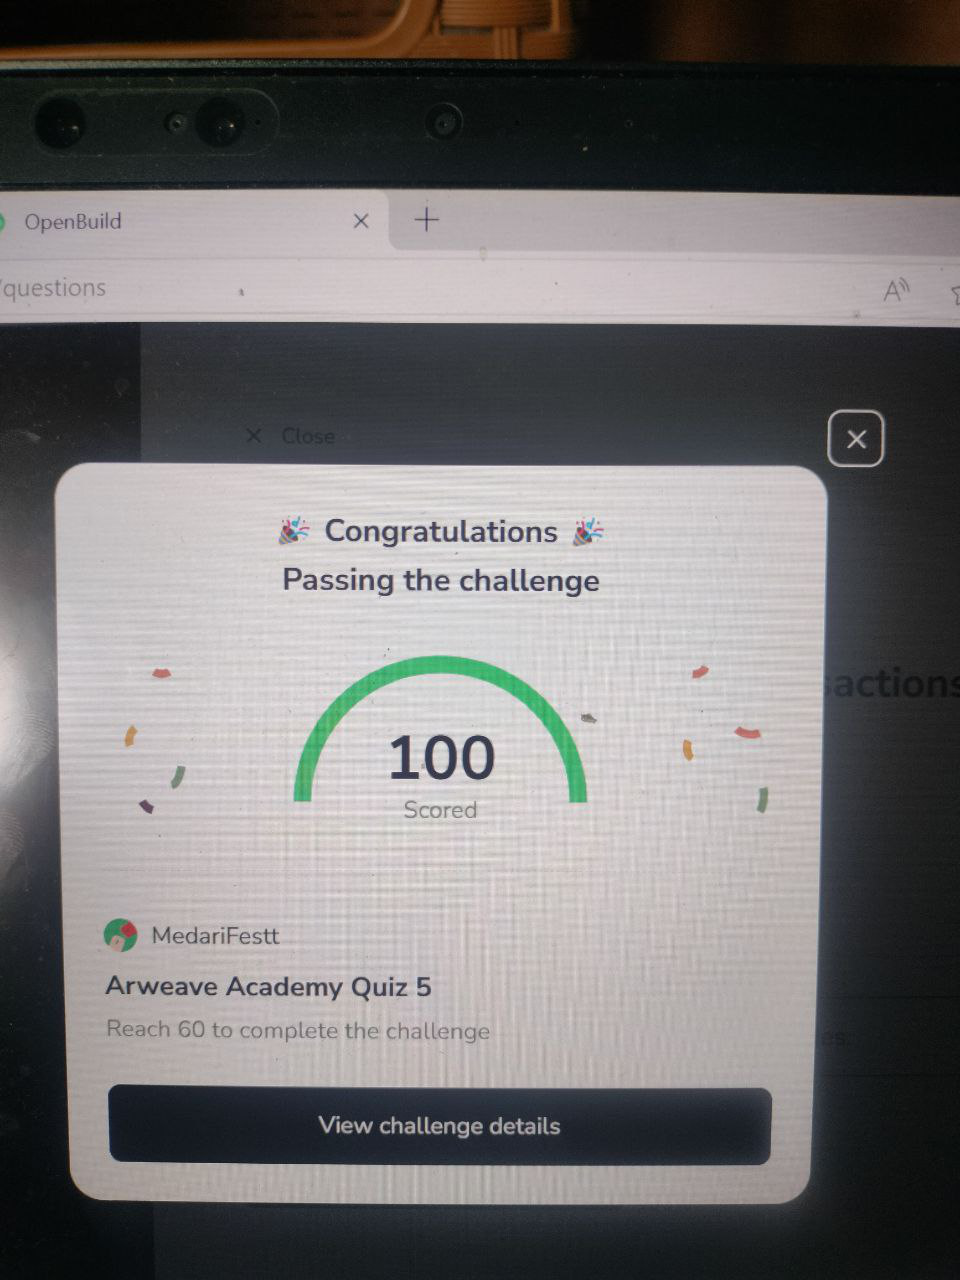 OpenBuild
/questions
Close
🎉 Congratulations 🎉
Passing the challenge
100
Scored
MedariFestt
Arweave Academy Quiz 5
Reach 60 to complete the challenge
View challenge details